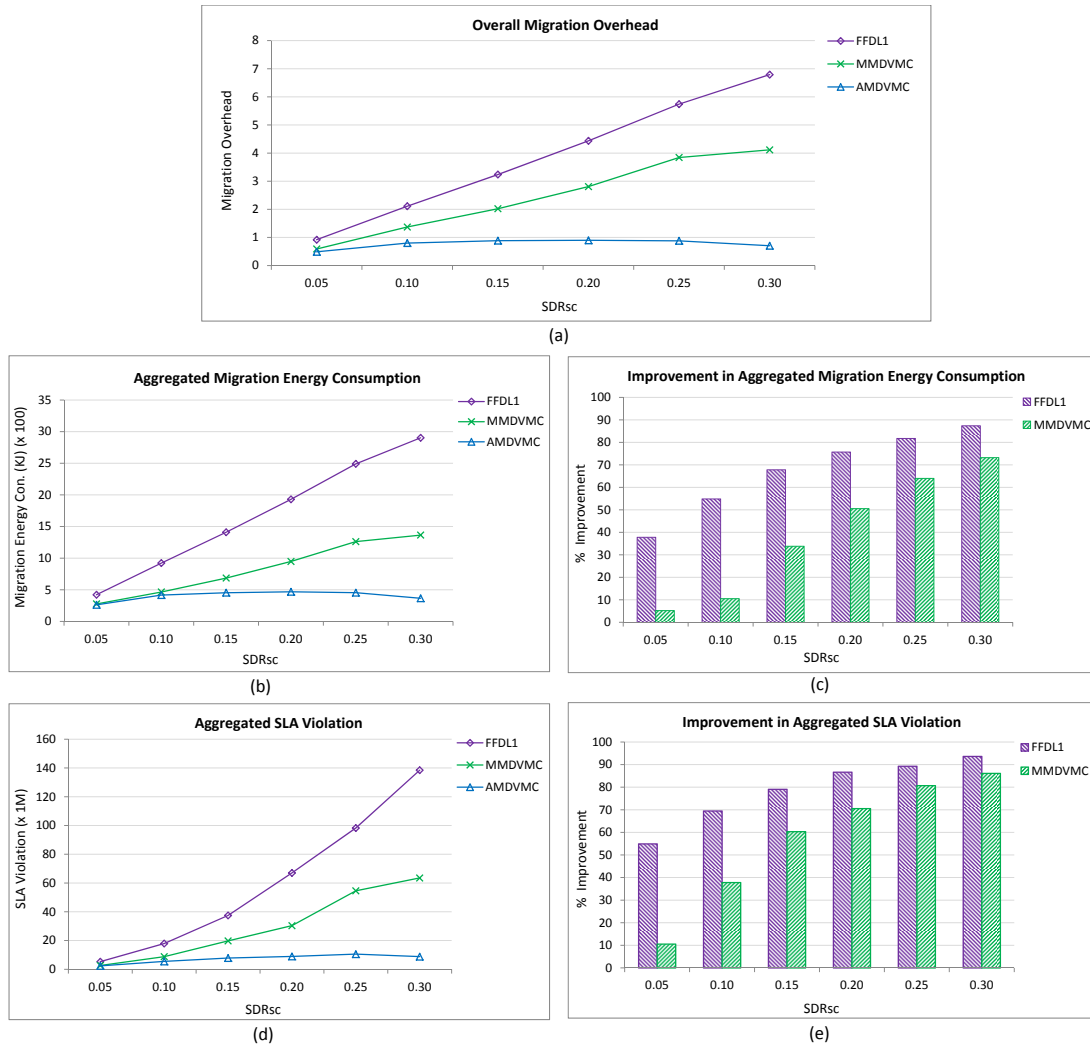 Overall Migration Overhead
Migration Overhead
8
7
6
5
4
3
2
1
0
0.05 0.10 0.15 0.20 0.25 0.30
SDRsc
FFDL1
MMDVMC
AMDVMC
(a)
Aggregated Migration Energy Consumption
Migration Energy Con. (KJ) (x 100)
35
30
25
20
15
10
5
0
0.05 0.10 0.15 0.20 0.25 0.30
SDRsc
FFDL1
MMDVMC
AMDVMC
(b)
Improvement in Aggregated Migration Energy Consumption
% Improvement
100
90
80
70
60
50
40
30
20
10
0
0.05 0.10 0.15 0.20 0.25 0.30
SDRsc
FFDL1
MMDVMC
(c)
Aggregated SLA Violation
SLA Violation (x 1M)
160
140
120
100
80
60
40
20
0
0.05 0.10 0.15 0.20 0.25 0.30
SDRsc
FFDL1
MMDVMC
AMDVMC
(d)
Improvement in Aggregated SLA Violation
% Improvement
100
90
80
70
60
50
40
30
20
10
0
0.05 0.10 0.15 0.20 0.25 0.30
SDRsc
FFDL1
MMDVMC
(e)